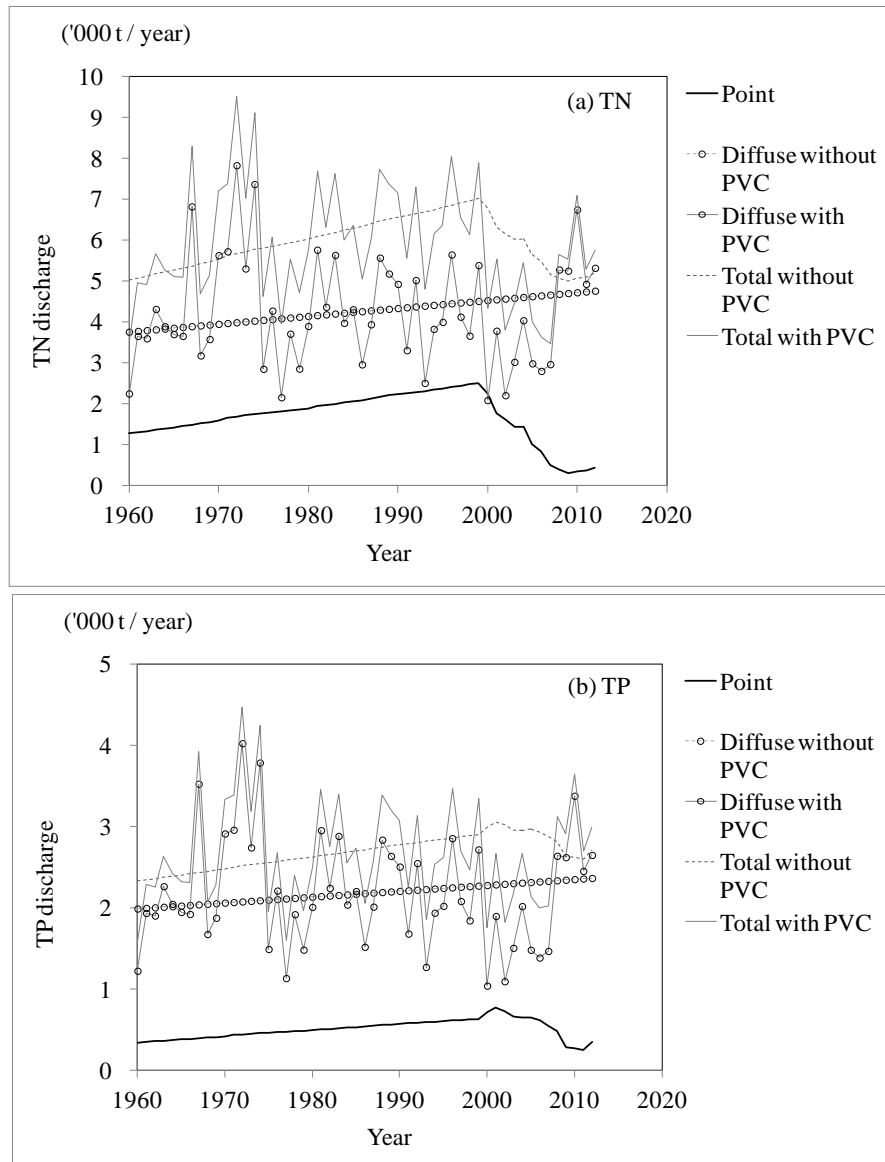 ('000 t / year)
(a) TN
TN discharge
10
9
8
7
6
5
4
3
2
1
0
1960 1970 1980 1990 2000 2010 2020
Year
Point
Diffuse without
PVC
Diffuse with
PVC
Total without
PVC
Total with PVC
('000 t / year)
(b) TP
TP discharge
5
4
3
2
1
0
1960 1970 1980 1990 2000 2010 2020
Year
Point
Diffuse without
PVC
Diffuse with
PVC
Total without
PVC
Total with PVC